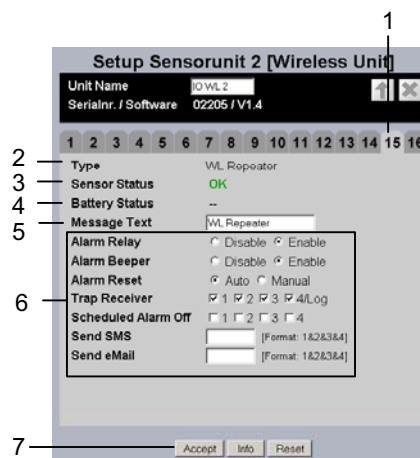 1
Setup Sensorunit 2 [Wireless Unit]
Unit Name IO WL 2
Serialnr. / Software 02205 / V1.4
1 2 3 4 5 6 7 8 9 10 11 12 13 14 15 16
2 Type WL Repeater
3 Sensor Status OK
4 Battery Status --
5 Message Text WL Repeater
6
Alarm Relay Disable Enable
Alarm Beeper Disable Enable
Alarm Reset Auto Manual
Trap Receiver 1 2 3 4/Log
Scheduled Alarm Off 1 2 3 4
Send SMS [Format: 1&2&3&4]
Send eMail [Format: 1&2&3&4]
7 Accept Info Reset